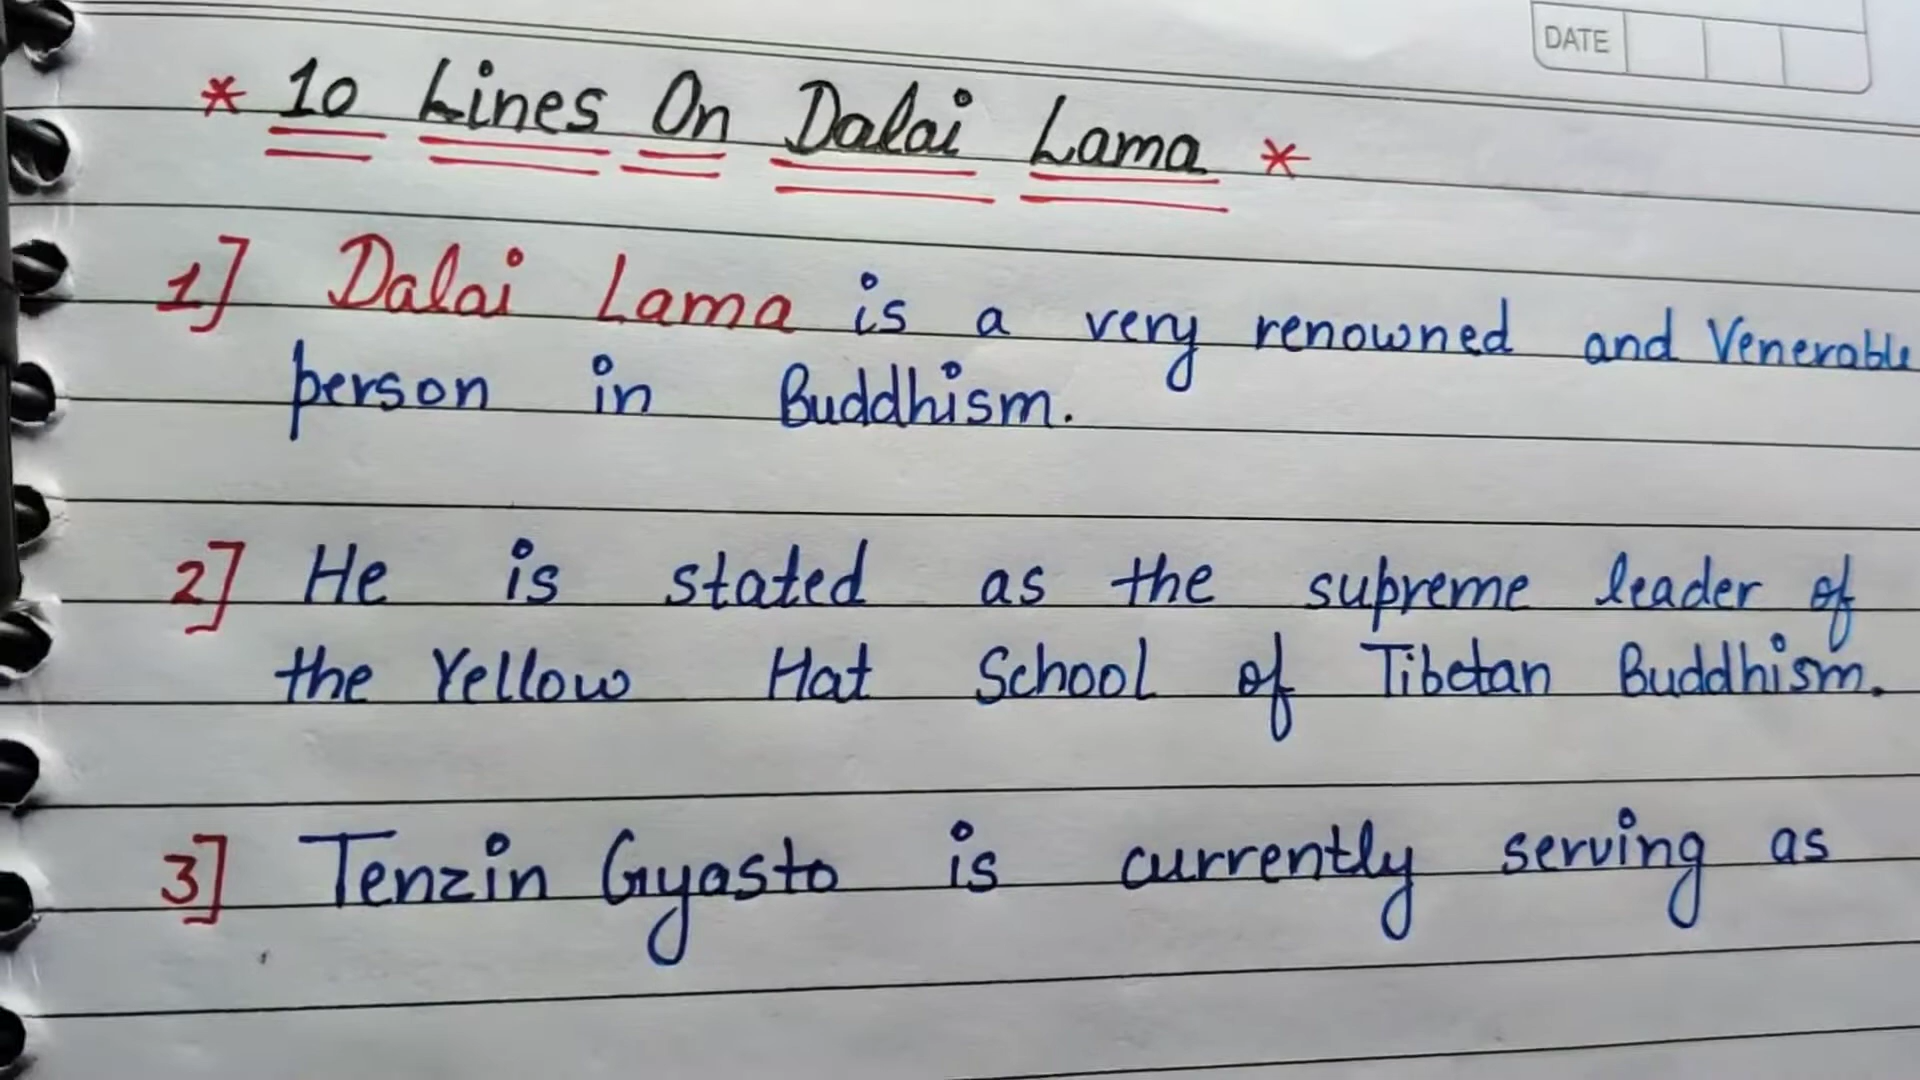 DATE
* 10 Lines On Dalai Lama *
1] Dalai Lama is a very renowned and Venerable
person in Buddhism.
2] He is stated as the supreme leader of
the Yellow Hat School of Tibetan Buddhism.
3] Tenzin Gyasto is currently serving as